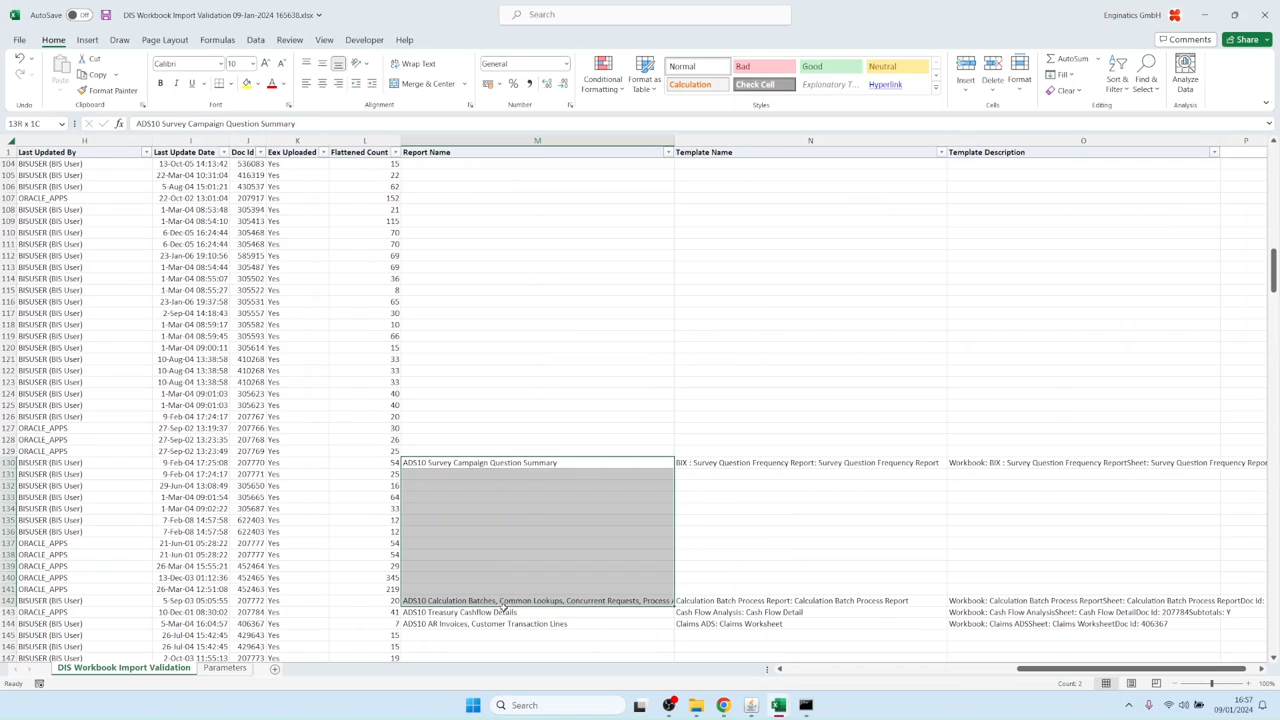 AutoSave Off DIS Workbook Import Validation 09-Jan-2024 165638.xlsx Search Enginatics GmbH
File Home Insert Draw Page Layout Formulas Data Review View Developer Help Comments Share
Cut Calibri 10 Wrap Text General Normal Bad Good Neutral AutoSum
Paste Copy Fill
Format Painter Merge & Center Conditional Formatting Format as Table Calculation Check Cell Explanatory T... Hyperlink Insert Delete Format Clear Sort & Filter Find & Select Analyze Data
Undo Clipboard Font Alignment Number Styles Cells Editing Analysis
13R x 1C ADS10 Survey Campaign Question Summary
H I J K L M N O P
1 Last Updated By Last Update Date Doc Id Eex Uploaded Flattened Count Report Name Template Name Template Description
104 BISUSER (BIS User) 13-Oct-05 14:13:42 536083 Yes 15
105 BISUSER (BIS User) 22-Mar-04 10:31:04 416319 Yes 22
106 BISUSER (BIS User) 5-Aug-04 15:01:21 430537 Yes 62
107 ORACLE_APPS 22-Oct-02 13:01:04 207917 Yes 152
108 BISUSER (BIS User) 1-Mar-04 08:53:48 305394 Yes 21
109 BISUSER (BIS User) 1-Mar-04 08:54:10 305413 Yes 115
110 BISUSER (BIS User) 6-Dec-05 16:24:44 305468 Yes 70
111 BISUSER (BIS User) 6-Dec-05 16:24:44 305468 Yes 70
112 BISUSER (BIS User) 23-Jan-06 19:10:56 585915 Yes 69
113 BISUSER (BIS User) 1-Mar-04 08:54:44 305487 Yes 69
114 BISUSER (BIS User) 1-Mar-04 08:55:07 305502 Yes 36
115 BISUSER (BIS User) 1-Mar-04 08:55:27 305522 Yes 8
116 BISUSER (BIS User) 23-Jan-06 19:37:58 305531 Yes 65
117 BISUSER (BIS User) 2-Sep-04 14:18:43 305557 Yes 30
118 BISUSER (BIS User) 1-Mar-04 08:59:17 305582 Yes 10
119 BISUSER (BIS User) 1-Mar-04 08:59:45 305593 Yes 66
120 BISUSER (BIS User) 1-Mar-04 09:00:11 305614 Yes 15
121 BISUSER (BIS User) 10-Aug-04 13:38:58 410268 Yes 33
122 BISUSER (BIS User) 10-Aug-04 13:38:58 410268 Yes 33
123 BISUSER (BIS User) 10-Aug-04 13:38:58 410268 Yes 33
124 BISUSER (BIS User) 1-Mar-04 09:01:03 305623 Yes 40
125 BISUSER (BIS User) 1-Mar-04 09:01:03 305623 Yes 40
126 BISUSER (BIS User) 9-Feb-04 17:24:17 207767 Yes 20
127 ORACLE_APPS 27-Sep-02 13:19:37 207766 Yes 30
128 ORACLE_APPS 27-Sep-02 13:23:35 207768 Yes 26
129 ORACLE_APPS 27-Sep-02 13:23:12 207769 Yes 25
130 BISUSER (BIS User) 9-Feb-04 17:25:08 207770 Yes 54 ADS10 Survey Campaign Question Summary BIX : Survey Question Frequency Report: Survey Question Frequency Report Workbook: BIX : Survey Question Frequency ReportSheet: Survey Question Frequency Repor
131 BISUSER (BIS User) 9-Feb-04 17:21:46 207771 Yes 25
132 BISUSER (BIS User) 29-Jun-04 13:08:49 305650 Yes 16
133 BISUSER (BIS User) 1-Mar-04 09:01:54 305665 Yes 64
134 BISUSER (BIS User) 1-Mar-04 09:02:22 305687 Yes 33
135 BISUSER (BIS User) 7-Feb-08 14:57:58 622403 Yes 12
136 BISUSER (BIS User) 7-Feb-08 14:57:58 622403 Yes 12
137 ORACLE_APPS 21-Jun-01 05:28:22 207777 Yes 54
138 ORACLE_APPS 21-Jun-01 05:28:22 207777 Yes 54
139 ORACLE_APPS 26-Mar-04 15:55:21 452464 Yes 29
140 ORACLE_APPS 13-Dec-03 01:12:36 452465 Yes 345
141 ORACLE_APPS 26-Mar-04 12:51:08 452466 Yes 219
142 BISUSER (BIS User) 5-Sep-03 05:05:55 207772 Yes 20 ADS10 Calculation Batches, Common Lookups, Concurrent Requests, Process Calculation Batch Process Report: Calculation Batch Process Report Workbook: Calculation Batch Process ReportSheet: Calculation Batch Process ReportDoc Id:
143 ORACLE_APPS 10-Dec-01 08:30:02 207784 Yes 41 ADS10 Treasury Cashflow Details Cash Flow Analysis: Cash Flow Detail Workbook: Cash Flow AnalysisSheet: Cash Flow DetailDoc Id: 207784Subtotals: Y
144 BISUSER (BIS User) 5-Mar-04 16:04:57 406367 Yes 7 ADS10 AR Invoices, Customer Transaction Lines Claims ADS: Claims Worksheet Workbook: Claims ADSSheet: Claims WorksheetDoc Id: 406367
145 BISUSER (BIS User) 26-Jul-04 15:42:51 429643 Yes 15
146 BISUSER (BIS User) 26-Jul-04 15:42:54 Yes 15
147 BISUSER (BIS User) 2-Oct-03 11:55:13 207773 Yes 19
DIS Workbook Import Validation Parameters
Ready Count: 2 100%
Search 16:57
09/01/2024